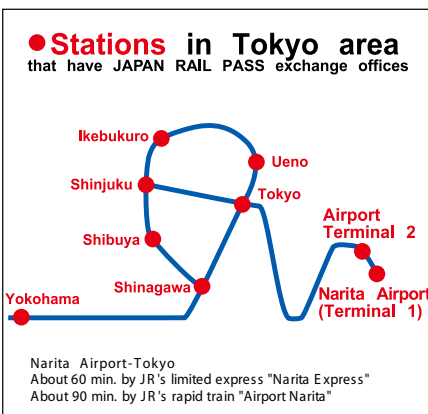 Stations in Tokyo area
that have JAPAN RAIL PASS exchange offices
Ikebukuro
Ueno
Shinjuku
Tokyo
Airport
Terminal 2
Shibuya
Shinagawa
Narita Airport
(Terminal 1)
Yokohama
Narita Airport-Tokyo
About 60 min. by JR's limited express "Narita Express"
About 90 min. by JR's rapid train "Airport Narita"